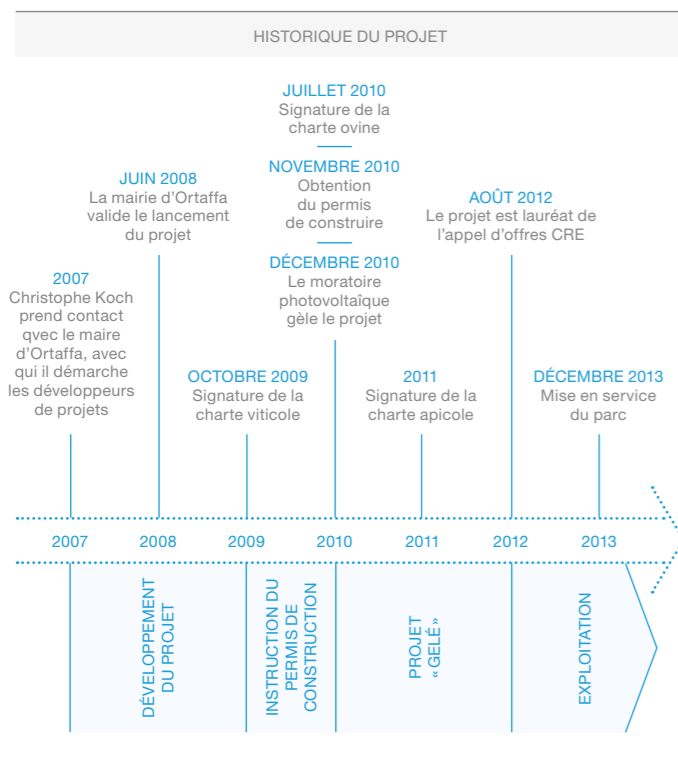 HISTORIQUE DU PROJET
JUILLET 2010
Signature de la
charte ovine
NOVEMBRE 2010
Obtention
du permis
de construire
DÉCEMBRE 2010
Le moratoire
photovoltaîque
gèle le projet
JUIN 2008
La mairie d'Ortaffa
valide le lancement
du projet
AOÛT 2012
Le projet est lauréat de
l'appel d'offres CRE
2007
Christophe Koch
prend contact
qvec le maire
d'Ortaffa, avec
qui il démarche
les développeurs
de projets
OCTOBRE 2009
Signature de la
charte viticole
2011
Signature de la
charte apicole
DÉCEMBRE 2013
Mise en service
du parc
2007 2008 2009 2010 2011 2012 2013
DÉVELOPPEMENT
DU PROJET
INSTRUCTION DU
PERMIS DE
CONSTRUCTION
PROJET
« GELÉ »
EXPLOITATION